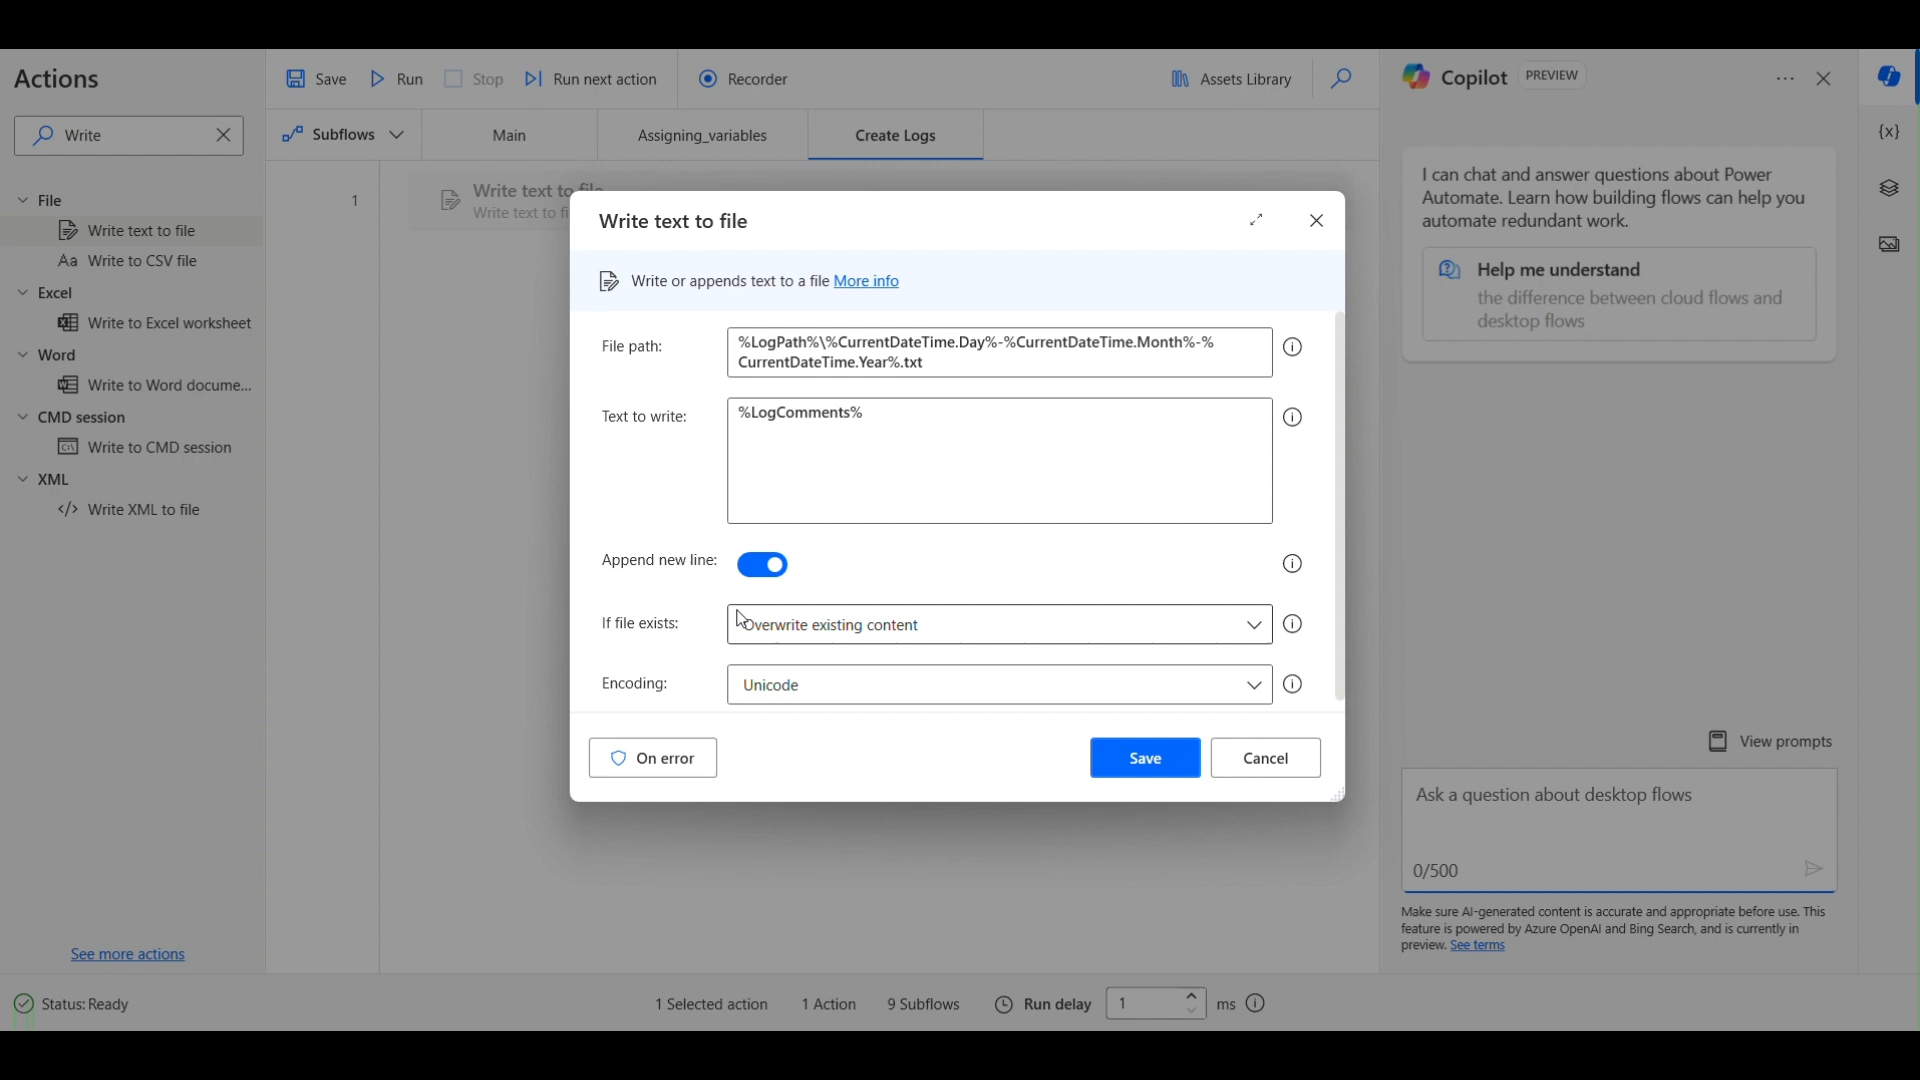 Actions
Save
Run
Stop
Run next action
Recorder
Assets Library
Copilot
PREVIEW
Write
Subflows
Main
Assigning_variables
Create Logs
{x}
File
Write text to file
Aa Write to CSV file
Excel
Write to Excel worksheet
Word
Write to Word docume...
CMD session
Write to CMD session
XML
Write XML to file
See more actions
1
Write text to file
Write text to fi
Write text to file
Write or appends text to a file More info
File path:
%LogPath%\%CurrentDateTime.Day%-%CurrentDateTime.Month%-%
CurrentDateTime.Year%.txt
Text to write:
%LogComments%
Append new line:
If file exists:
Overwrite existing content
Encoding:
Unicode
On error
Save
Cancel
I can chat and answer questions about Power
Automate. Learn how building flows can help you
automate redundant work.
Help me understand
the difference between cloud flows and
desktop flows
View prompts
Ask a question about desktop flows
0/500
Make sure AI-generated content is accurate and appropriate before use. This
feature is powered by Azure OpenAI and Bing Search, and is currently in
preview. See terms
Status: Ready
1 Selected action
1 Action
9 Subflows
Run delay
1
ms